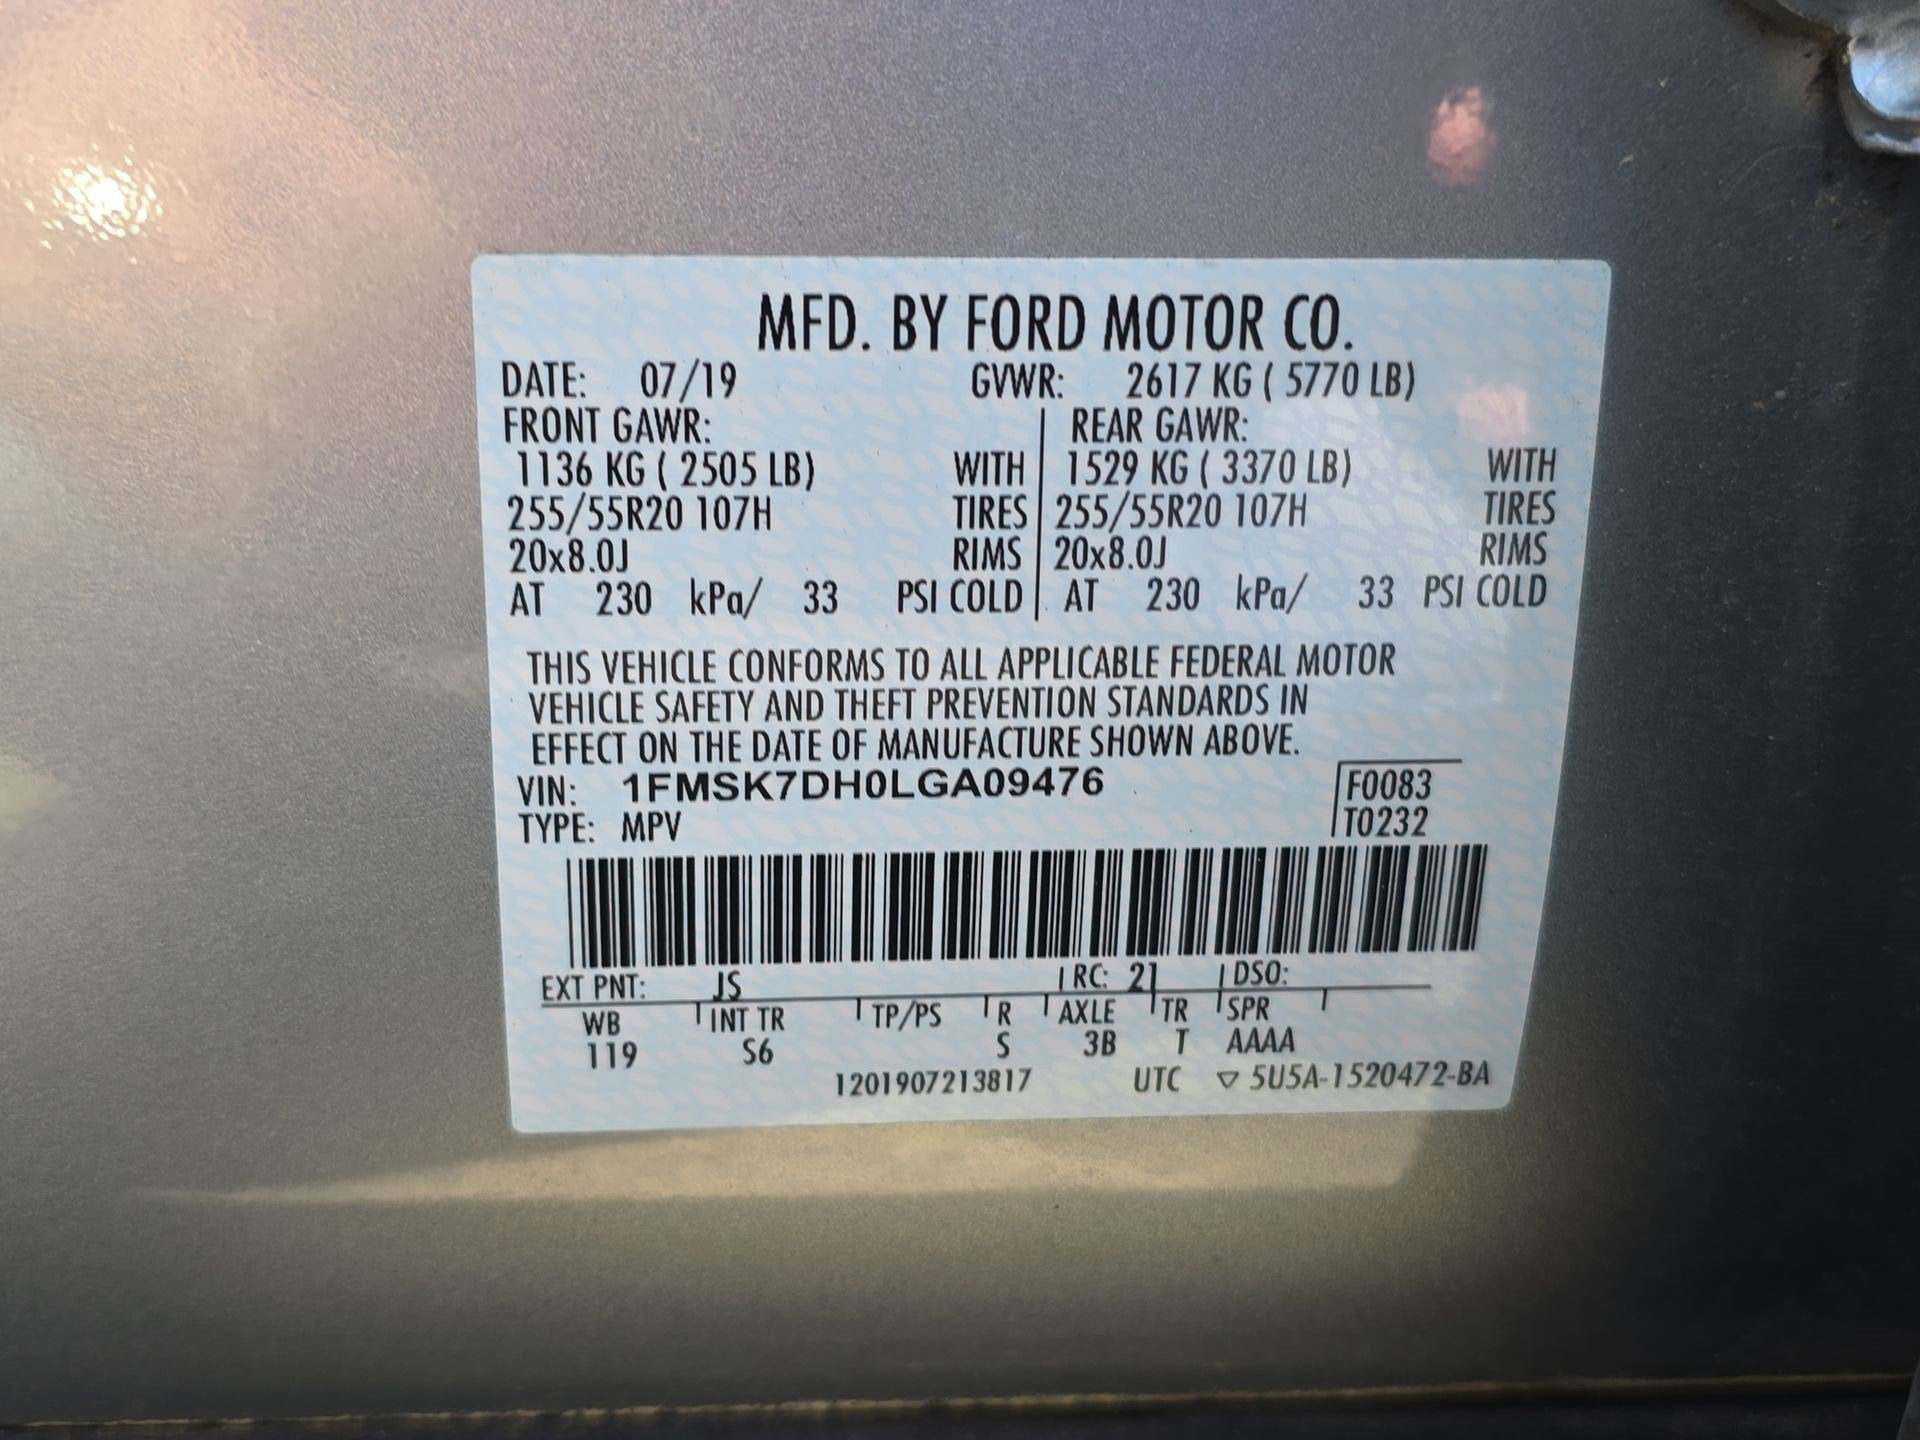 MFD. BY FORD MOTOR CO.
DATE: 07/19 GVWR: 2617 KG ( 5770 LB)
FRONT GAWR: REAR GAWR:
1136 KG ( 2505 LB) WITH 1529 KG ( 3370 LB) WITH
255/55R20 107H TIRES 255/55R20 107H TIRES
20x8.0J RIMS 20x8.0J RIMS
AT 230 kPa/ 33 PSI COLD AT 230 kPa/ 33 PSI COLD
THIS VEHICLE CONFORMS TO ALL APPLICABLE FEDERAL MOTOR
VEHICLE SAFETY AND THEFT PREVENTION STANDARDS IN
EFFECT ON THE DATE OF MANUFACTURE SHOWN ABOVE.
VIN: 1FMSK7DH0LGA09476 F0083
TYPE: MPV T0232
EXT PNT: JS RC: 21 DSO:
WB INT TR TP/PS R AXLE TR SPR
119 S6 S 3B T AAAA
1201907213817 UTC ▽ 5U5A-1520472-BA